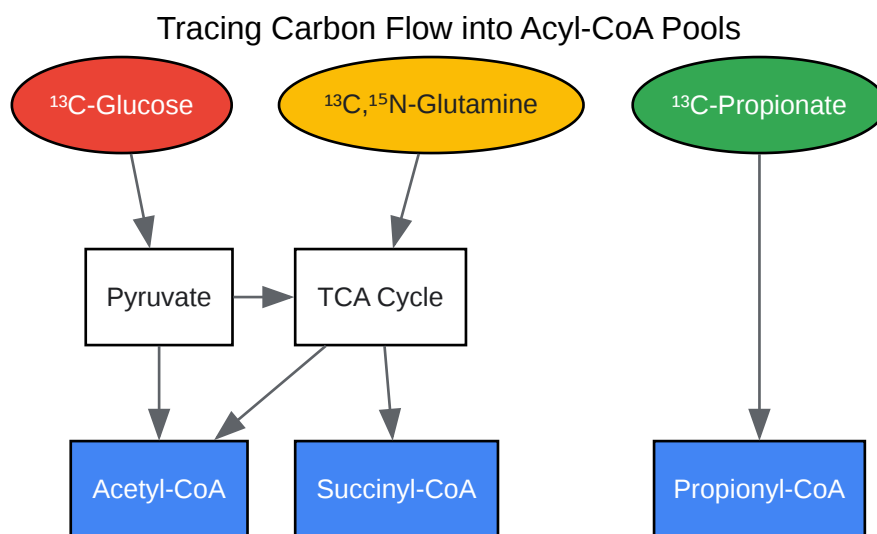 Tracing Carbon Flow into Acyl-CoA Pools
¹³C-Glucose
¹³C,¹⁵N-Glutamine
¹³C-Propionate
Pyruvate
TCA Cycle
Acetyl-CoA
Succinyl-CoA
Propionyl-CoA